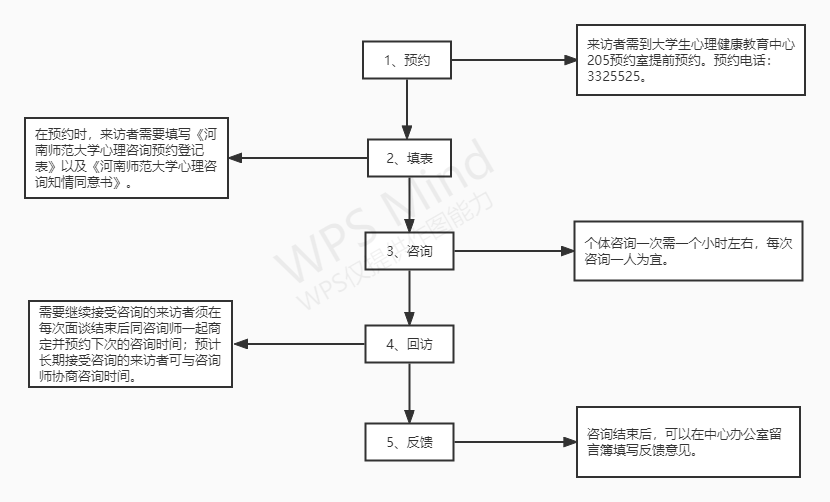 1、预约
来访者需到大学生心理健康教育中心
205预约室提前预约。预约电话：
3325525。
在预约时，来访者需要填写《河
南师范大学心理咨询预约登记
表》以及《河南师范大学心理咨
询知情同意书》。
2、填表
3、咨询
个体咨询一次需一个小时左右，每次
咨询一人为宜。
需要继续接受咨询的来访者须在
每次面谈结束后同咨询师一起商
定并预约下次的咨询时间；预计
长期接受咨询的来访者可与咨询
师协商咨询时间。
4、回访
5、反馈
咨询结束后，可以在中心办公室留
言簿填写反馈意见。
WPS Mind
WPS仅提供作图能力